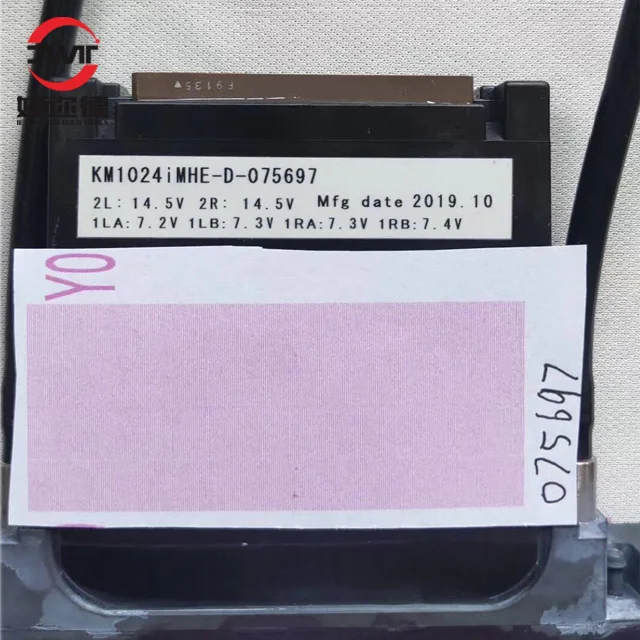 ▼F9135
KM1024iMHE-D-075697
2L: 14.5V 2R: 14.5V Mfg date 2019.10
1LA:7.2V 1LB:7.3V 1RA:7.3V 1RB:7.4V
Y0
075697